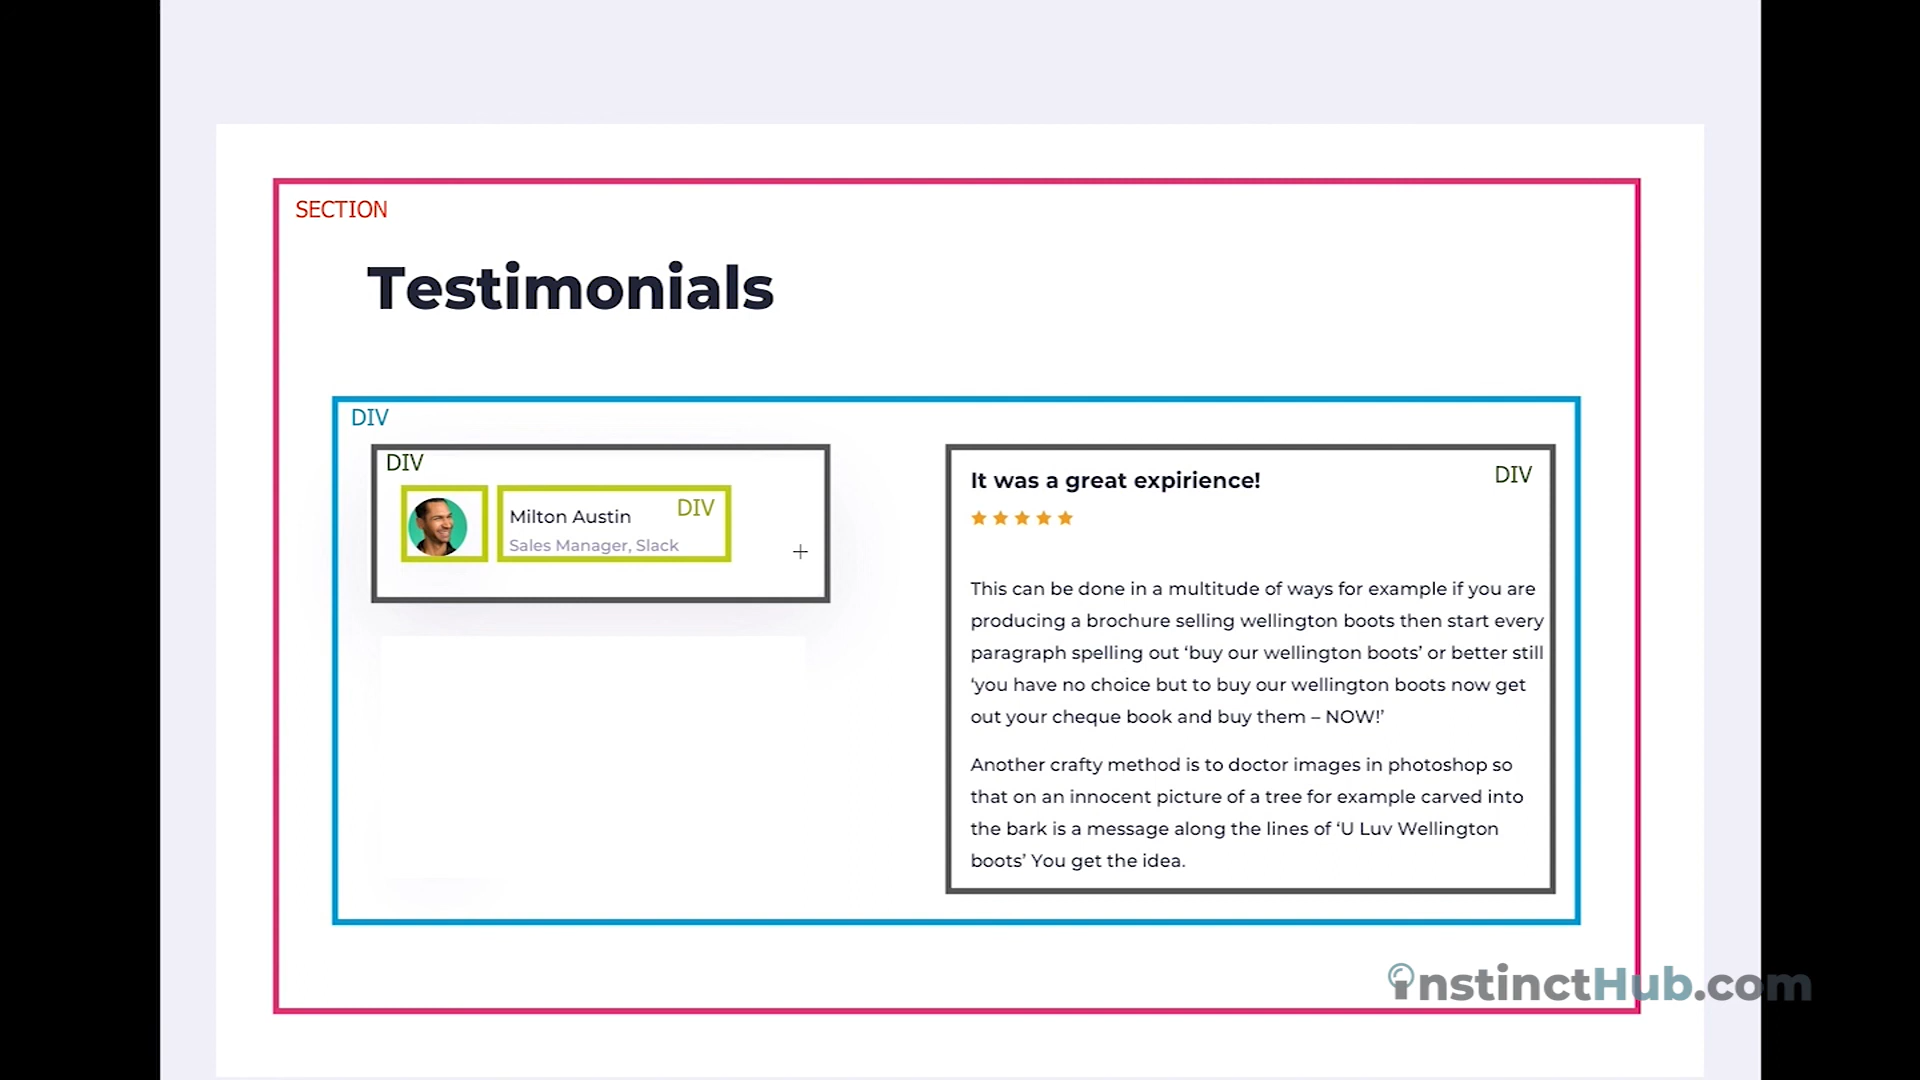 SECTION
Testimonials
DIV
DIV
Milton Austin
DIV
Sales Manager, Slack
It was a great expirience!
DIV
This can be done in a multitude of ways for example if you are
producing a brochure selling wellington boots then start every
paragraph spelling out ‘buy our wellington boots’ or better still
‘you have no choice but to buy our wellington boots now get
out your cheque book and buy them – NOW!’
Another crafty method is to doctor images in photoshop so
that on an innocent picture of a tree for example carved into
the bark is a message along the lines of ‘U Luv Wellington
boots’ You get the idea.
instinctHub.com